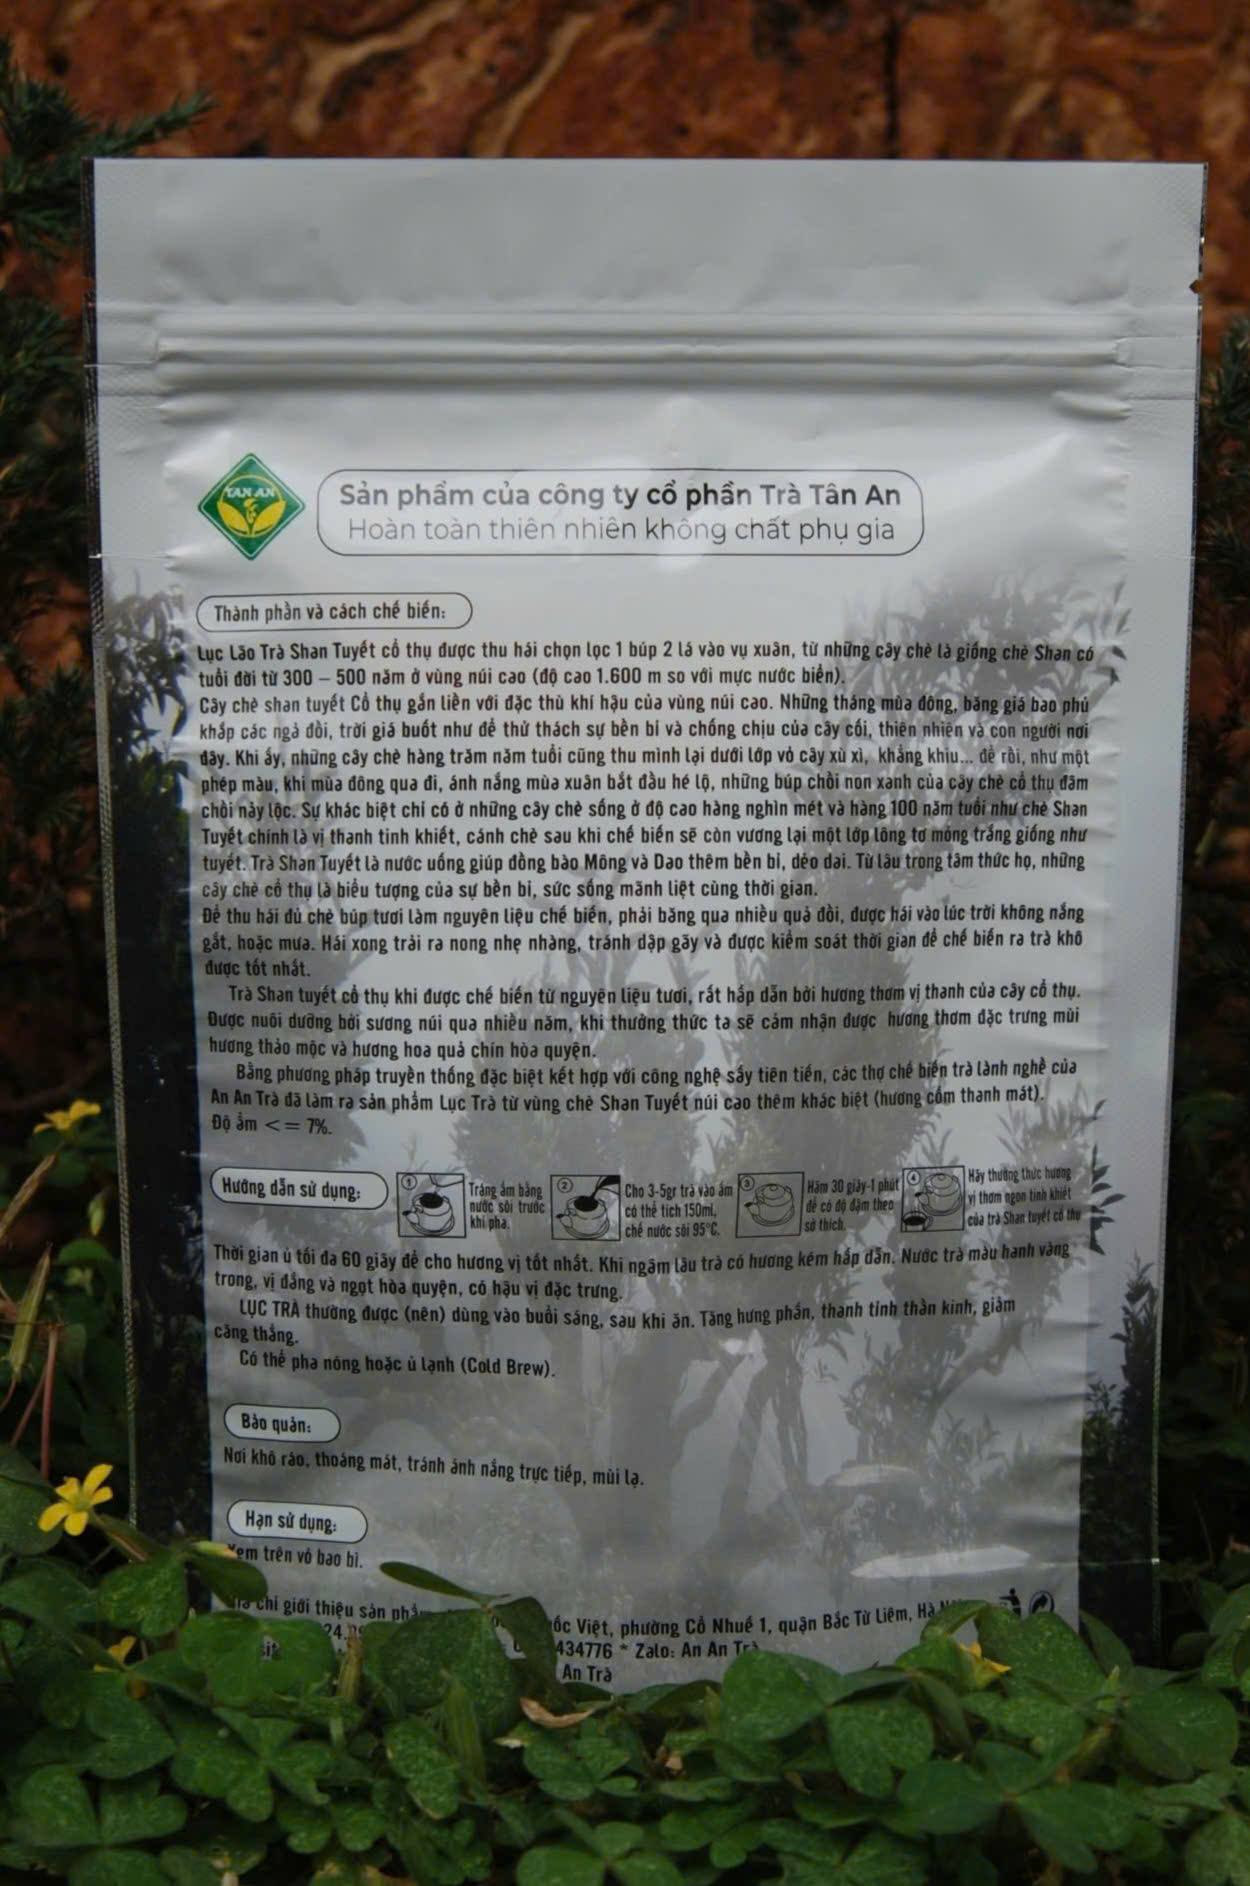 TAN AN
Sản phẩm của công ty cổ phần Trà Tân An
Hoàn toàn thiên nhiên không chất phụ gia
Thành phần và cách chế biến:
Lục Lão Trà Shan Tuyết cổ thụ được thu hái chọn lọc 1 búp 2 lá vào vụ xuân, từ những cây chè là giống chè Shan có
tuổi đời từ 300 – 500 năm ở vùng núi cao (độ cao 1.600 m so với mực nước biển).
Cây chè shan tuyết Cổ thụ gắn liền với đặc thù khí hậu của vùng núi cao. Những tháng mùa đông, băng giá bao phủ
khắp các ngả đồi, trời giá buốt như để thử thách sự bền bỉ và chống chịu của cây cối, thiên nhiên và con người nơi
đây. Khi ấy, những cây chè hàng trăm năm tuổi cũng thu mình lại dưới lớp vỏ cây xù xì, khẳng khiu... để rồi, như một
phép màu, khi mùa đông qua đi, ánh nắng mùa xuân bắt đầu hé lộ, những búp chồi non xanh của cây chè cổ thụ đâm
chồi nảy lộc. Sự khác biệt chỉ có ở những cây chè sống ở độ cao hàng nghìn mét và hàng 100 năm tuổi như chè Shan
Tuyết chính là vị thanh tinh khiết, cánh chè sau khi chế biến sẽ còn vương lại một lớp lông tơ mỏng trắng giống như
tuyết. Trà Shan Tuyết là nước uống giúp đồng bào Mông và Dao thêm bền bỉ, dẻo dai. Từ lâu trong tâm thức họ, những
cây chè cổ thụ là biểu tượng của sự bền bỉ, sức sống mãnh liệt cùng thời gian.
Để thu hái đủ chè búp tươi làm nguyên liệu chế biến, phải băng qua nhiều quả đồi, được hái vào lúc trời không nắng
gắt, hoặc mưa. Hái xong trải ra nong nhẹ nhàng, tránh dập gãy và được kiểm soát thời gian để chế biến ra trà khô
được tốt nhất.
Trà Shan tuyết cổ thụ khi được chế biến từ nguyên liệu tươi, rất hấp dẫn bởi hương thơm vị thanh của cây cổ thụ.
Được nuôi dưỡng bởi sương núi qua nhiều năm, khi thưởng thức ta sẽ cảm nhận được hương thơm đặc trưng mùi
hương thảo mộc và hương hoa quả chín hòa quyện.
Bằng phương pháp truyền thống đặc biệt kết hợp với công nghệ sấy tiên tiến, các thợ chế biến trà lành nghề của
An An Trà đã làm ra sản phẩm Lục Trà từ vùng chè Shan Tuyết núi cao thêm khác biệt (hương cốm thanh mát).
Độ ẩm <= 7%.
Hướng dẫn sử dụng:
1
Tráng ấm bằng
nước sôi trước
khi pha.
2
Cho 3-5gr trà vào ấm
có thể tích 150ml,
chế nước sôi 95°C.
3
Hãm 30 giây-1 phút
để có độ đậm theo
sở thích.
4
Hãy thưởng thức hương
vị thơm ngon tinh khiết
của trà Shan tuyết cổ thụ
Thời gian ủ tối đa 60 giây để cho hương vị tốt nhất. Khi ngâm lâu trà có hương kém hấp dẫn. Nước trà màu hanh vàng
trong, vị đắng và ngọt hòa quyện, có hậu vị đặc trưng.
LỤC TRÀ thường được (nên) dùng vào buổi sáng, sau khi ăn. Tăng hưng phấn, thanh tỉnh thần kinh, giảm
căng thẳng.
Có thể pha nóng hoặc ủ lạnh (Cold Brew).
Bảo quản:
Nơi khô ráo, thoáng mát, tránh ánh nắng trực tiếp, mùi lạ.
Hạn sử dụng:
Xem trên vỏ bao bì.
chỉ giới thiệu sản Việt, phường Cổ Nhuế 1, quận Bắc Từ Liêm, Hà
434776 * Zalo: An An Trà
An Trà